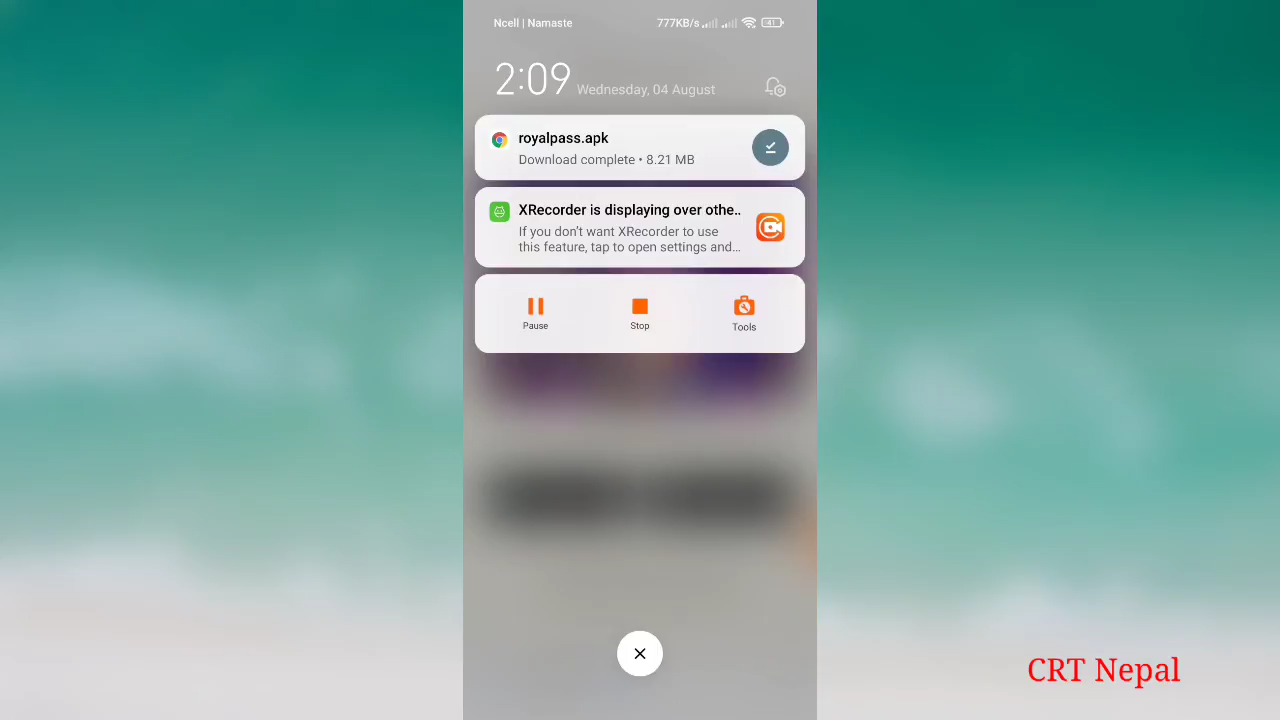 Ncell | Namaste 777KB/s 41
2:09 Wednesday, 04 August
royalpass.apk
Download complete • 8.21 MB
XRecorder is displaying over othe..
If you don't want XRecorder to use
this feature, tap to open settings and...
Pause Stop Tools
CRT Nepal